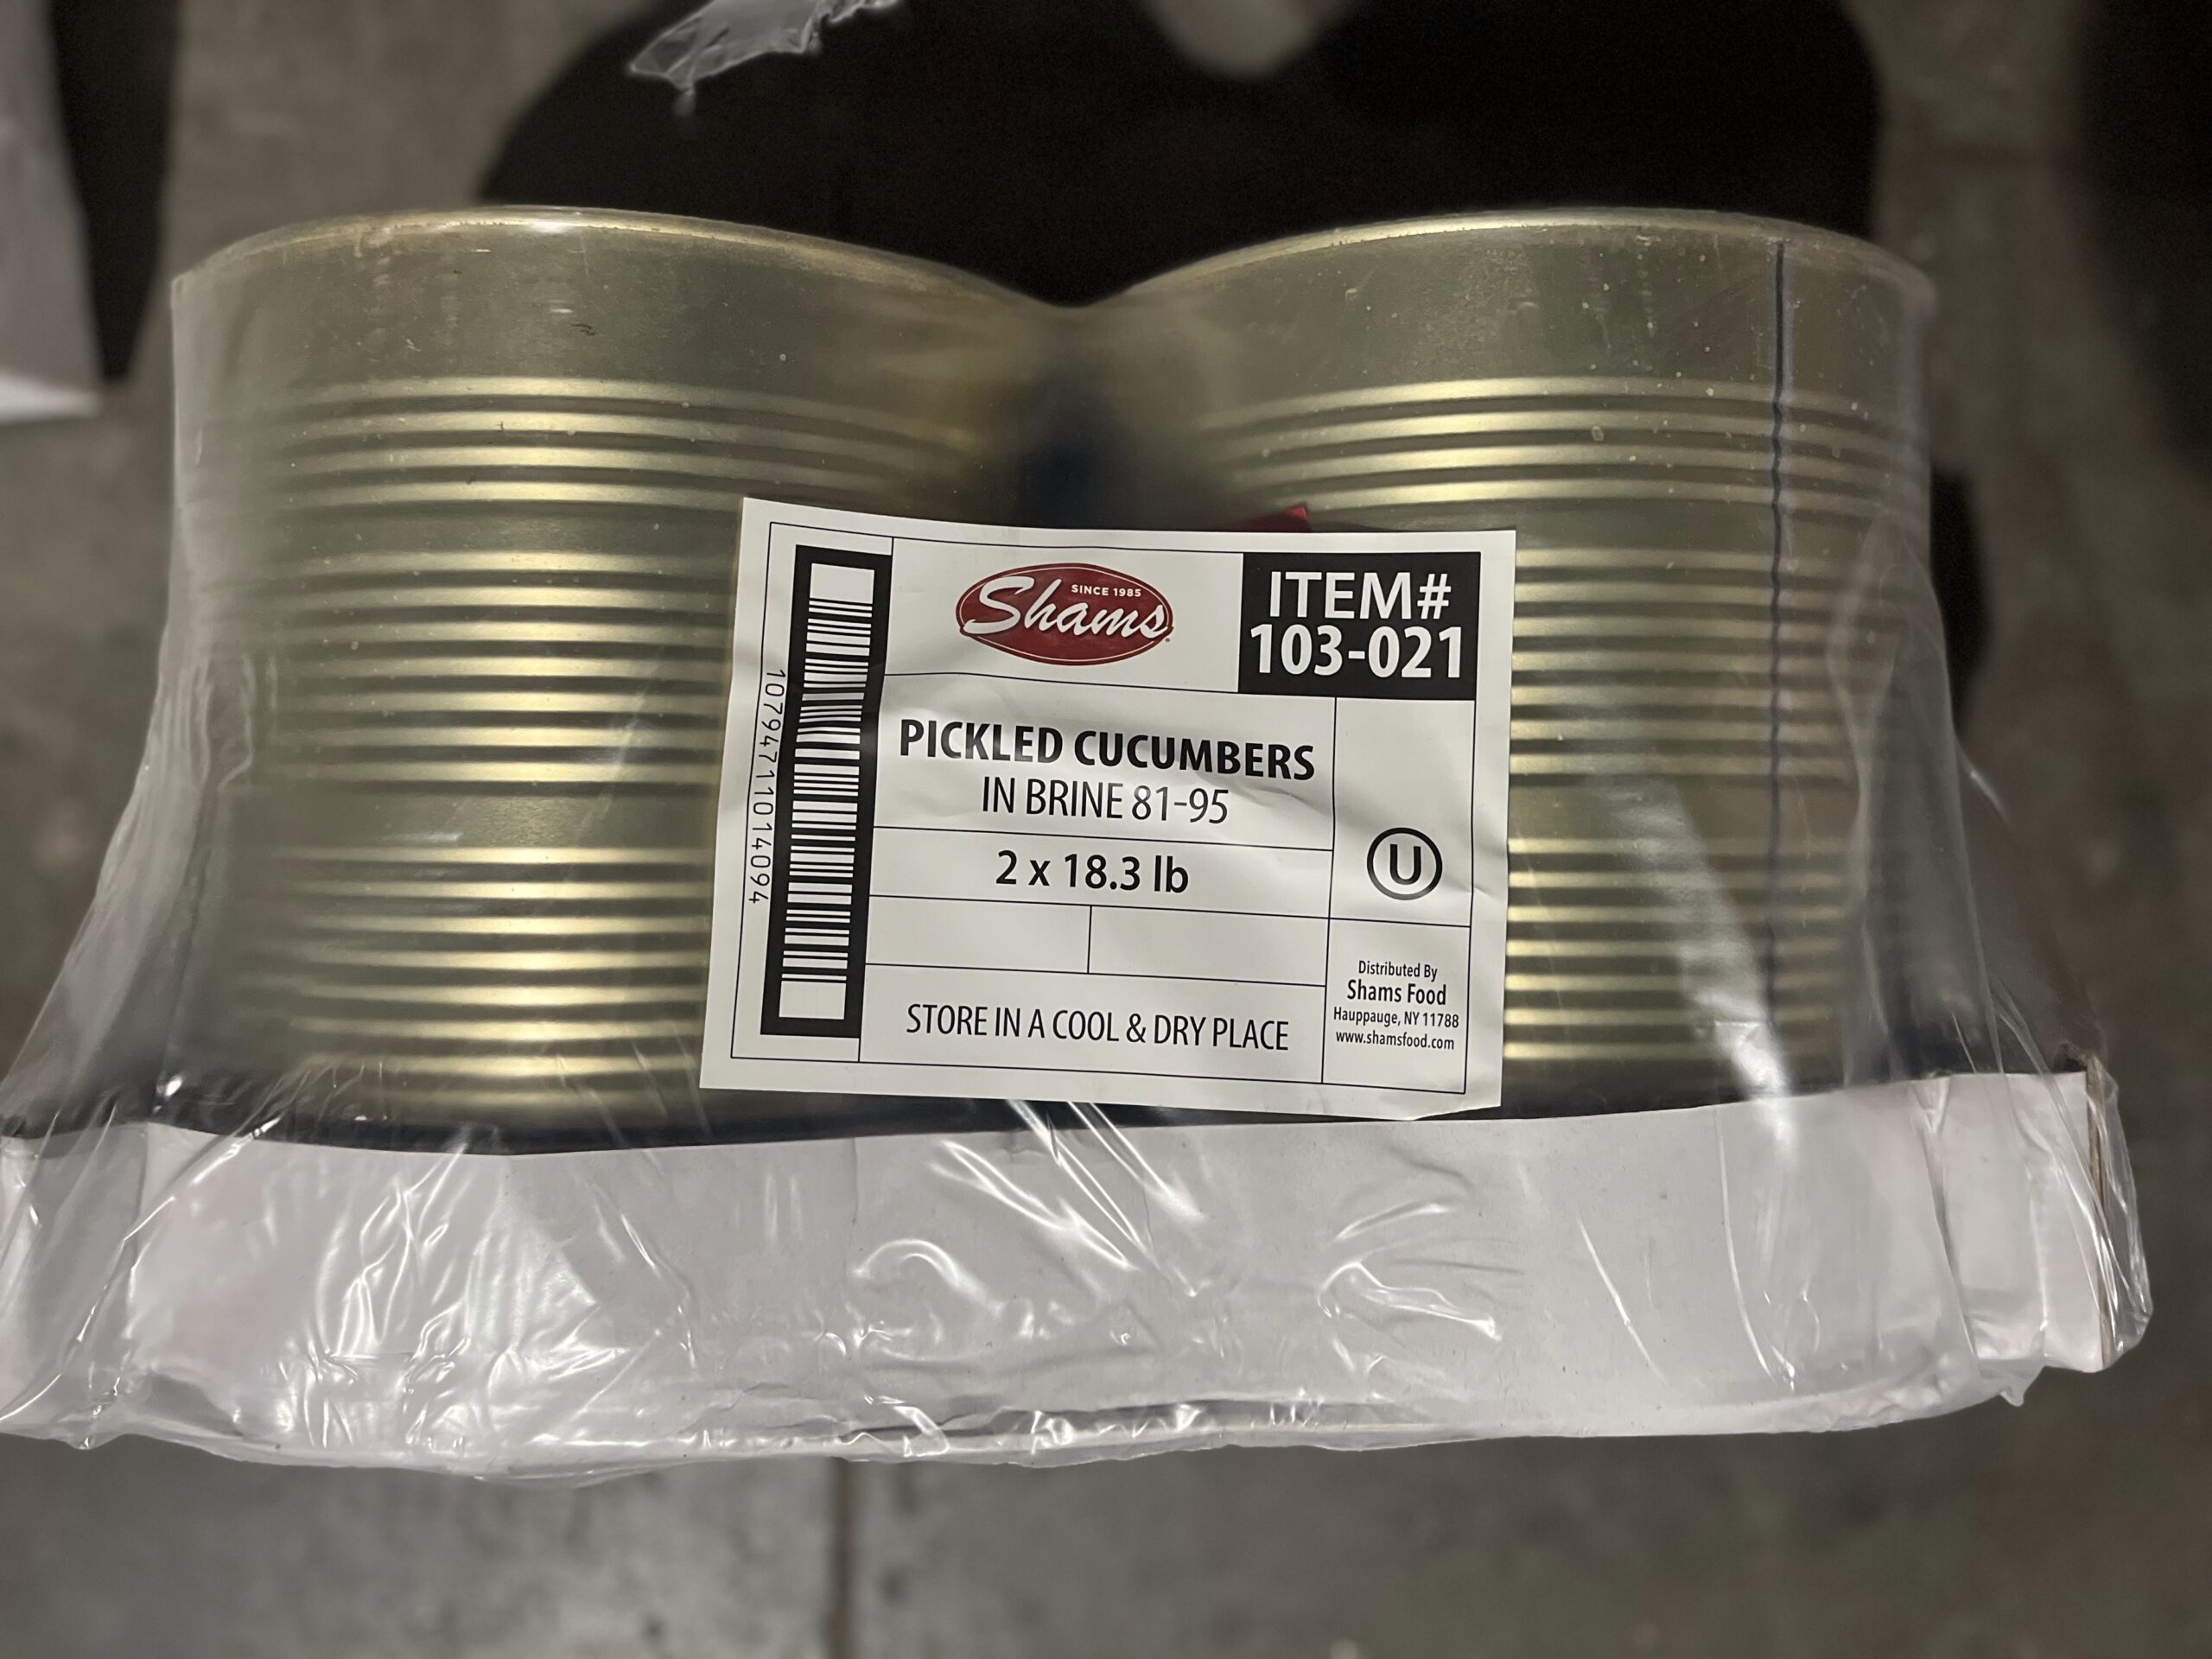 SINCE 1985
Shams
ITEM#
103-021
10794711014094
PICKLED CUCUMBERS
IN BRINE 81-95
2 x 18.3 lb
U
STORE IN A COOL & DRY PLACE
Distributed By
Shams Food
Hauppauge, NY 11788
www.shamsfood.com